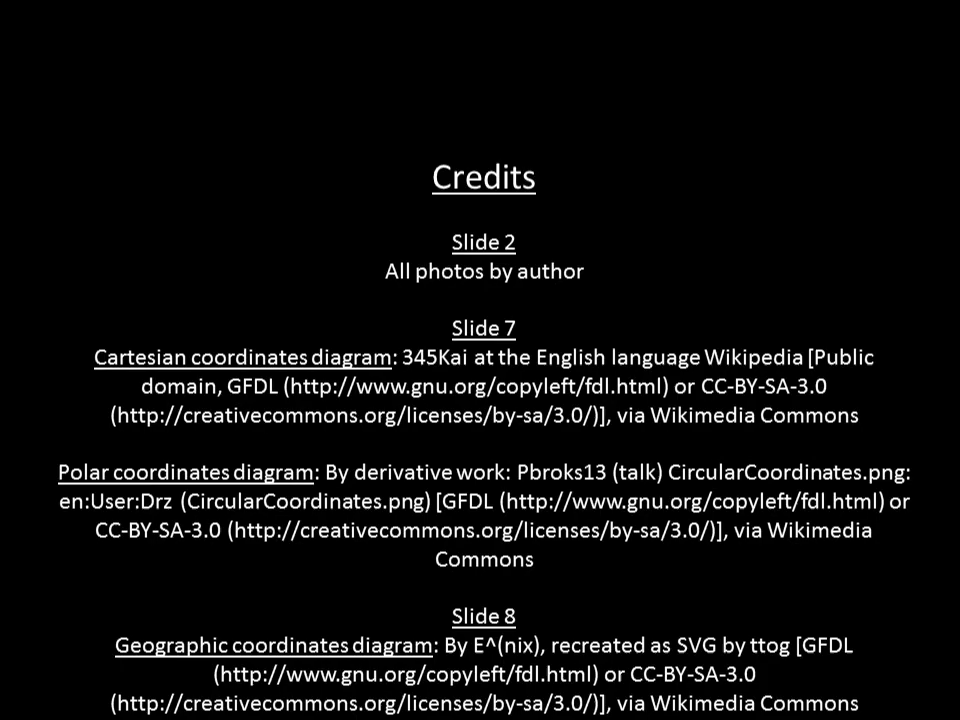 Credits
Slide 2
All photos by author
Slide 7
Cartesian coordinates diagram: 345Kai at the English language Wikipedia [Public
domain, GFDL (http://www.gnu.org/copyleft/fdl.html) or CC-BY-SA-3.0
(http://creativecommons.org/licenses/by-sa/3.0/)], via Wikimedia Commons
Polar coordinates diagram: By derivative work: Pbroks13 (talk) CircularCoordinates.png:
en:User:Drz (CircularCoordinates.png) [GFDL (http://www.gnu.org/copyleft/fdl.html) or
CC-BY-SA-3.0 (http://creativecommons.org/licenses/by-sa/3.0/)], via Wikimedia
Commons
Slide 8
Geographic coordinates diagram: By E^(nix), recreated as SVG by ttog [GFDL
(http://www.gnu.org/copyleft/fdl.html) or CC-BY-SA-3.0
(http://creativecommons.org/licenses/by-sa/3.0/)], via Wikimedia Commons